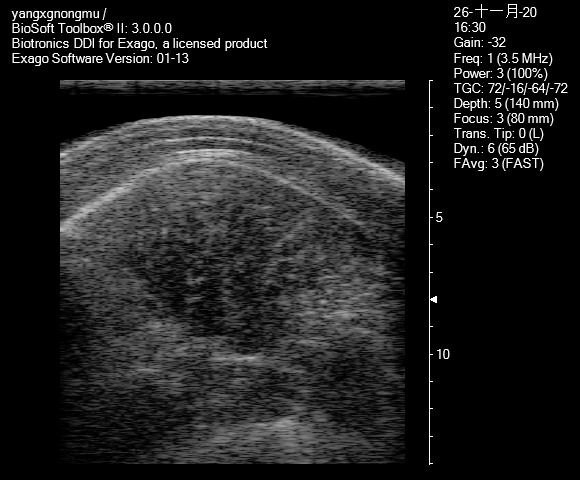 yangxgnongmu /
BioSoft Toolbox® II: 3.0.0.0
Biotronics DDI for Exago, a licensed product
Exago Software Version: 01-13
26-十一月-20
16:30
Gain: -32
Freq: 1 (3.5 MHz)
Power: 3 (100%)
TGC: 72/-16/-64/-72
Depth: 5 (140 mm)
Focus: 3 (80 mm)
Trans. Tip: 0 (L)
Dyn.: 6 (65 dB)
FAvg: 3 (FAST)
5
10